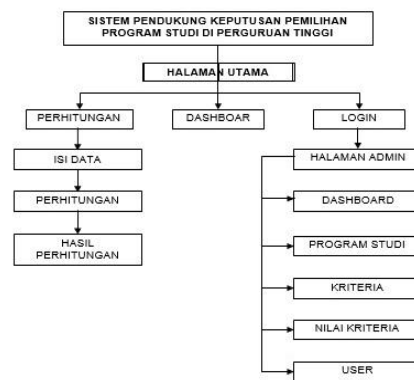 SISTEM PENDUKUNG KEPUTUSAN PEMILIHAN
PROGRAM STUDI DI PERGURUAN TINGGI
HALAMAN UTAMA
PERHITUNGAN
DASHBOAR
LOGIN
ISI DATA
HALAMAN ADMIN
PERHITUNGAN
DASHBOARD
HASIL
PERHITUNGAN
PROGRAM STUDI
KRITERIA
NILAI KRITERIA
USER